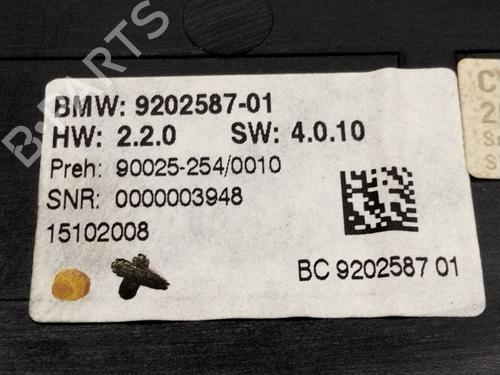 B-PARTS
BMW: 9202587-01
HW: 2.2.0 SW: 4.0.10
Preh: 90025-254/0010
SNR: 0000003948
15102008
BC 9202587 01
C
2
S
S